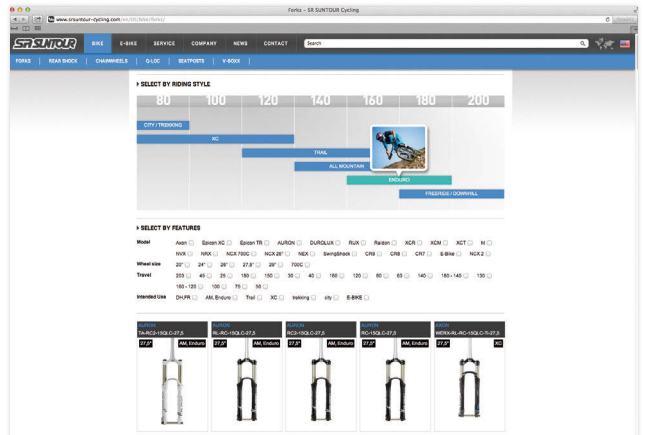 Forks – SR SUNTOUR Cycling
www.srsuntour-cycling.com/en/th/bike/forks/
SR SUNTOUR
BIKE E-BIKE SERVICE COMPANY NEWS CONTACT Search
FORKS REAR SHOCK CHAINWHEELS Q-LOC SEATPOSTS V-BOXX
SELECT BY RIDING STYLE
80 100 120 140 160 180 200
CITY / TREKKING
XC
TRAIL
ALL MOUNTAIN
ENDURO
FREERIDE / DOWNHILL
SELECT BY FEATURES
Model Axon Epicon XC Epicon TR AURON DUROLUX RUX Raidon XCR XCM XCT M
NVX NRX NCX 700C NCX 26" NEX SwingShock CR9 CR8 CR7 E-Bike NCX 2
Wheel size 20" 24" 26" 27,5" 29" 700C
Travel 203 45 25 180 150 30 40 160 120 80 60 140 180-140 130
160-120 100 75 50
Intended Use DH,FR AM, Enduro Trail XC trekking city E-BIKE
AURON AURON AURON AURON AXON
TA-RC2-15QLC-27,5 RL-RC-15QLC-27,5 RC2-15QLC-27,5 RC-15QLC-27,5 WERX-RL-RC-15QLC-Ti-27,5
27,5" AM, Enduro 27,5" AM, Enduro 27,5" AM, Enduro 27,5" AM, Enduro 27,5" XC